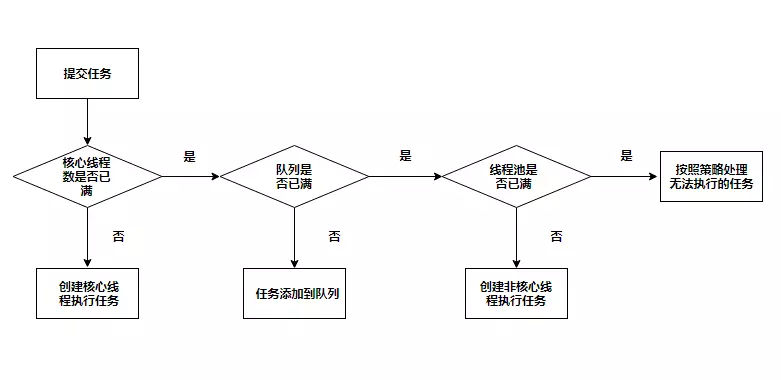 提交任务
核心线程
数是否已
满
是
队列是
否已满
是
线程池是
否已满
是
按照策略处理
无法执行的任务
否
否
否
创建核心线
程执行任务
任务添加到队列
创建非核心线
程执行任务